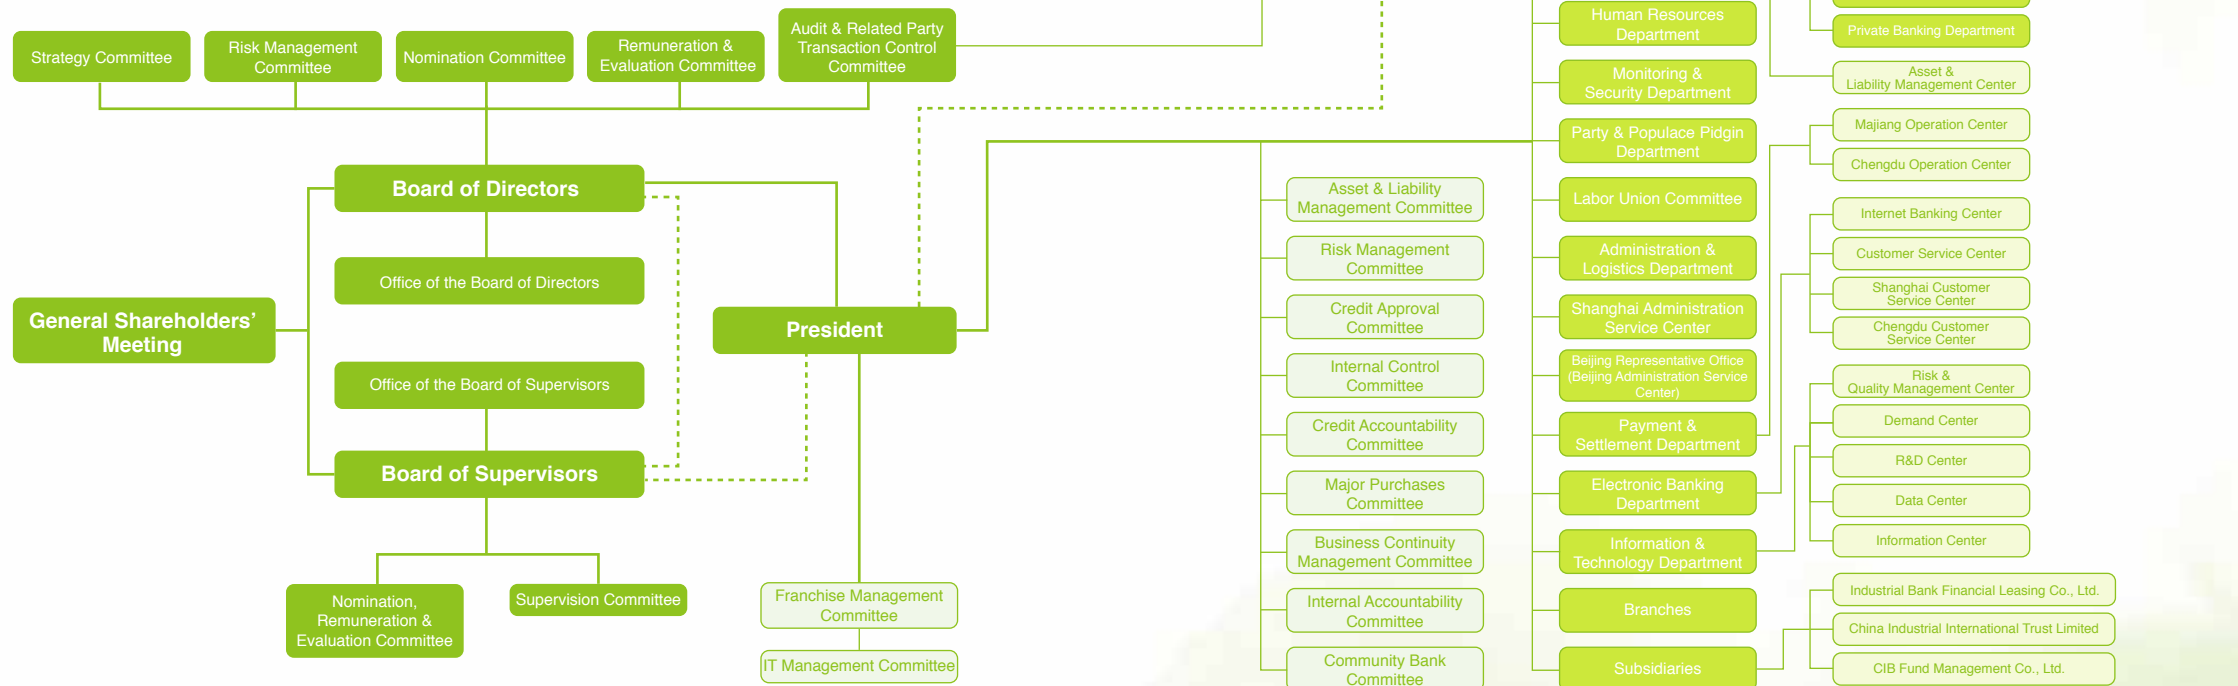 Strategy Committee
Risk Management
Committee
Nomination Committee
Remuneration &
Evaluation Committee
Audit & Related Party
Transaction Control
Committee
Board of Directors
Office of the Board of Directors
General Shareholders’
Meeting
Office of the Board of Supervisors
Board of Supervisors
Nomination,
Remuneration &
Evaluation Committee
Supervision Committee
President
Franchise Management
Committee
IT Management Committee
Asset & Liability
Management Committee
Risk Management
Committee
Credit Approval
Committee
Internal Control
Committee
Credit Accountability
Committee
Major Purchases
Committee
Business Continuity
Management Committee
Internal Accountability
Committee
Community Bank
Committee
Human Resources
Department
Monitoring &
Security Department
Party & Populace Pidgin
Department
Labor Union Committee
Administration &
Logistics Department
Shanghai Administration
Service Center
Beijing Representative Office
(Beijing Administration Service
Center)
Payment &
Settlement Department
Electronic Banking
Department
Information &
Technology Department
Branches
Subsidiaries
Private Banking Department
Asset &
Liability Management Center
Majiang Operation Center
Chengdu Operation Center
Internet Banking Center
Customer Service Center
Shanghai Customer
Service Center
Chengdu Customer
Service Center
Risk &
Quality Management Center
Demand Center
R&D Center
Data Center
Information Center
Industrial Bank Financial Leasing Co., Ltd.
China Industrial International Trust Limited
CIB Fund Management Co., Ltd.